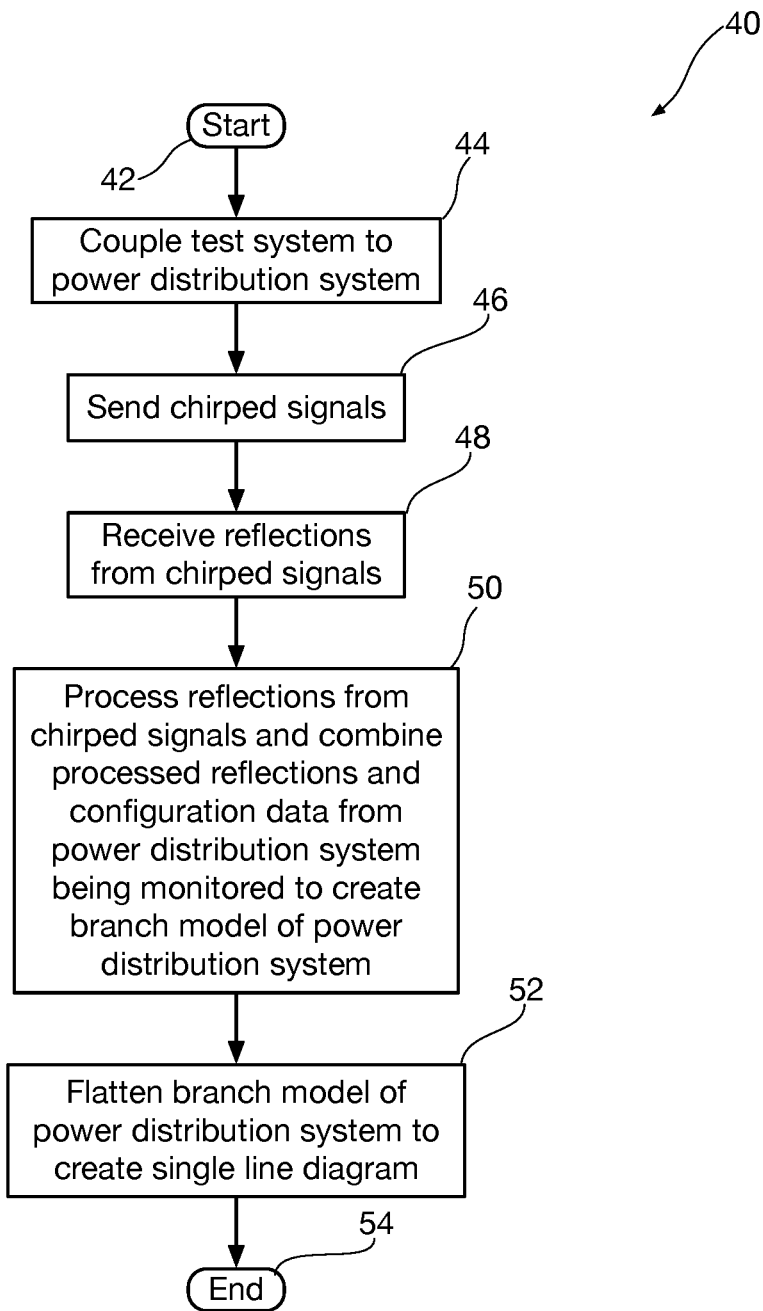 40
Start
42
44
Couple test system to
power distribution system
46
Send chirped signals
48
Receive reflections
from chirped signals
50
Process reflections from
chirped signals and combine
processed reflections and
configuration data from
power distribution system
being monitored to create
branch model of power
distribution system
52
Flatten branch model of
power distribution system to
create single line diagram
54
End